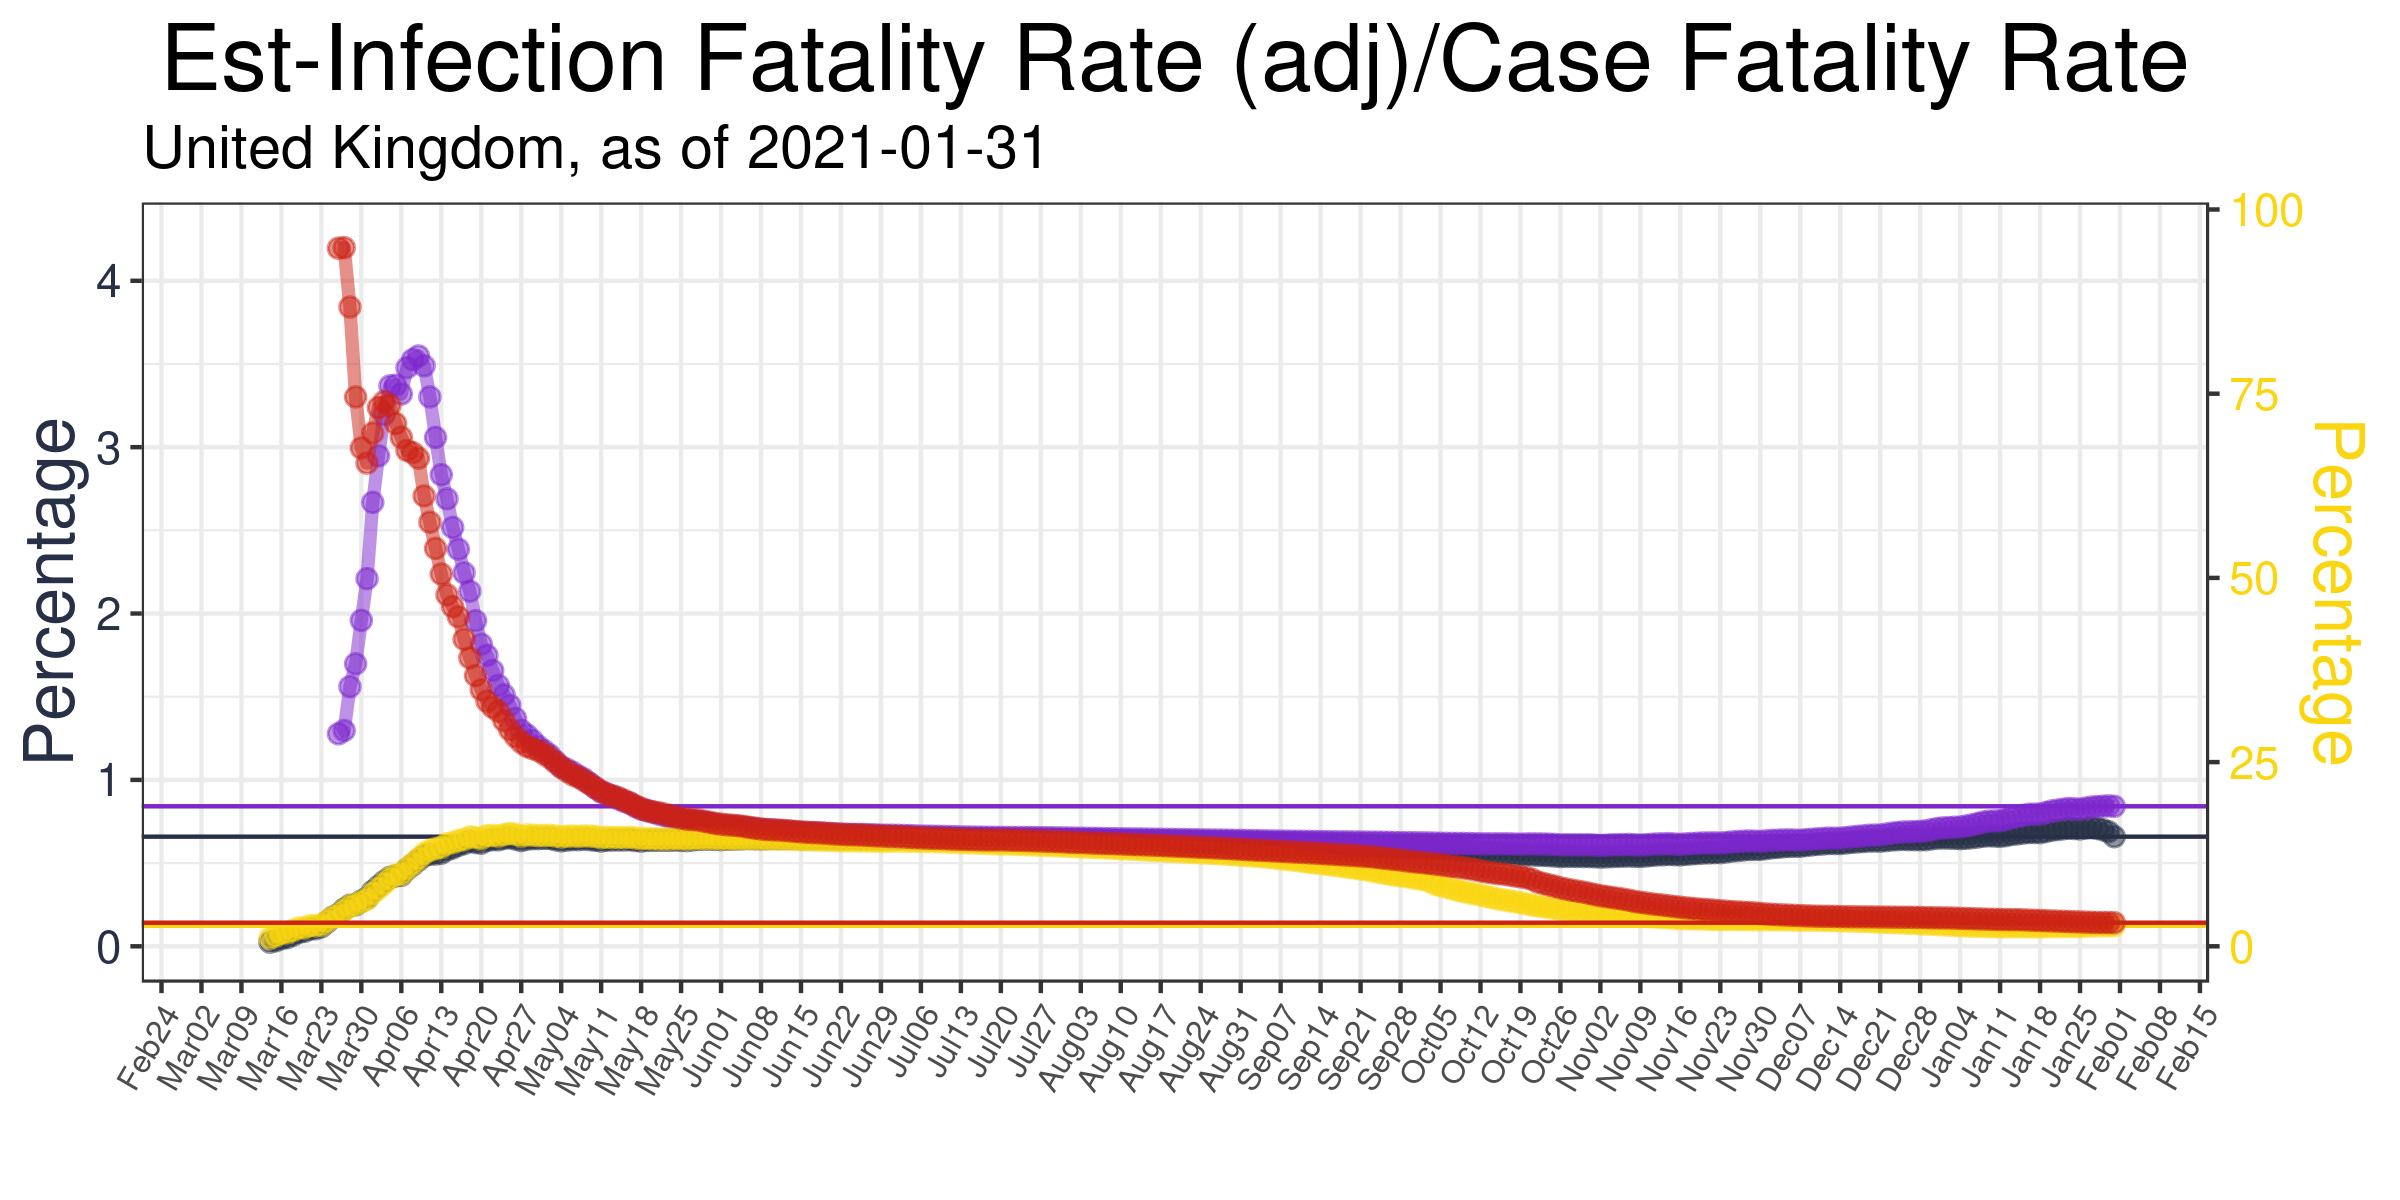 Est-Infection Fatality Rate (adj)/Case Fatality Rate
United Kingdom, as of 2021-01-31
Percentage
4
3
2
1
0
100
75
50
25
0
Percentage
Feb24
Mar02
Mar09
Mar16
Mar23
Mar30
Apr06
Apr13
Apr20
Apr27
May04
May11
May18
May25
Jun01
Jun08
Jun15
Jun22
Jun29
Jul06
Jul13
Jul20
Jul27
Aug03
Aug10
Aug17
Aug24
Aug31
Sep07
Sep14
Sep21
Sep28
Oct05
Oct12
Oct19
Oct26
Nov02
Nov09
Nov16
Nov23
Nov30
Dec07
Dec14
Dec21
Dec28
Jan04
Jan11
Jan18
Jan25
Feb01
Feb08
Feb15